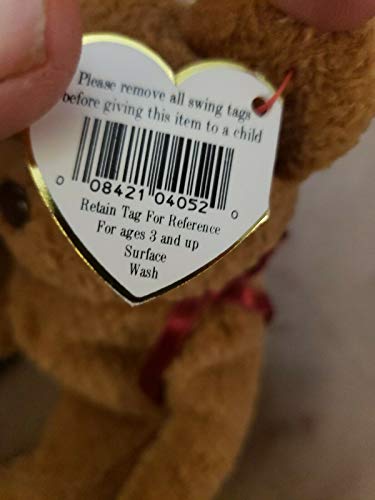 Please remove all swing tags
before giving this item to a child
0 08421 04052 0
Retain Tag For Reference
For ages 3 and up
Surface
Wash